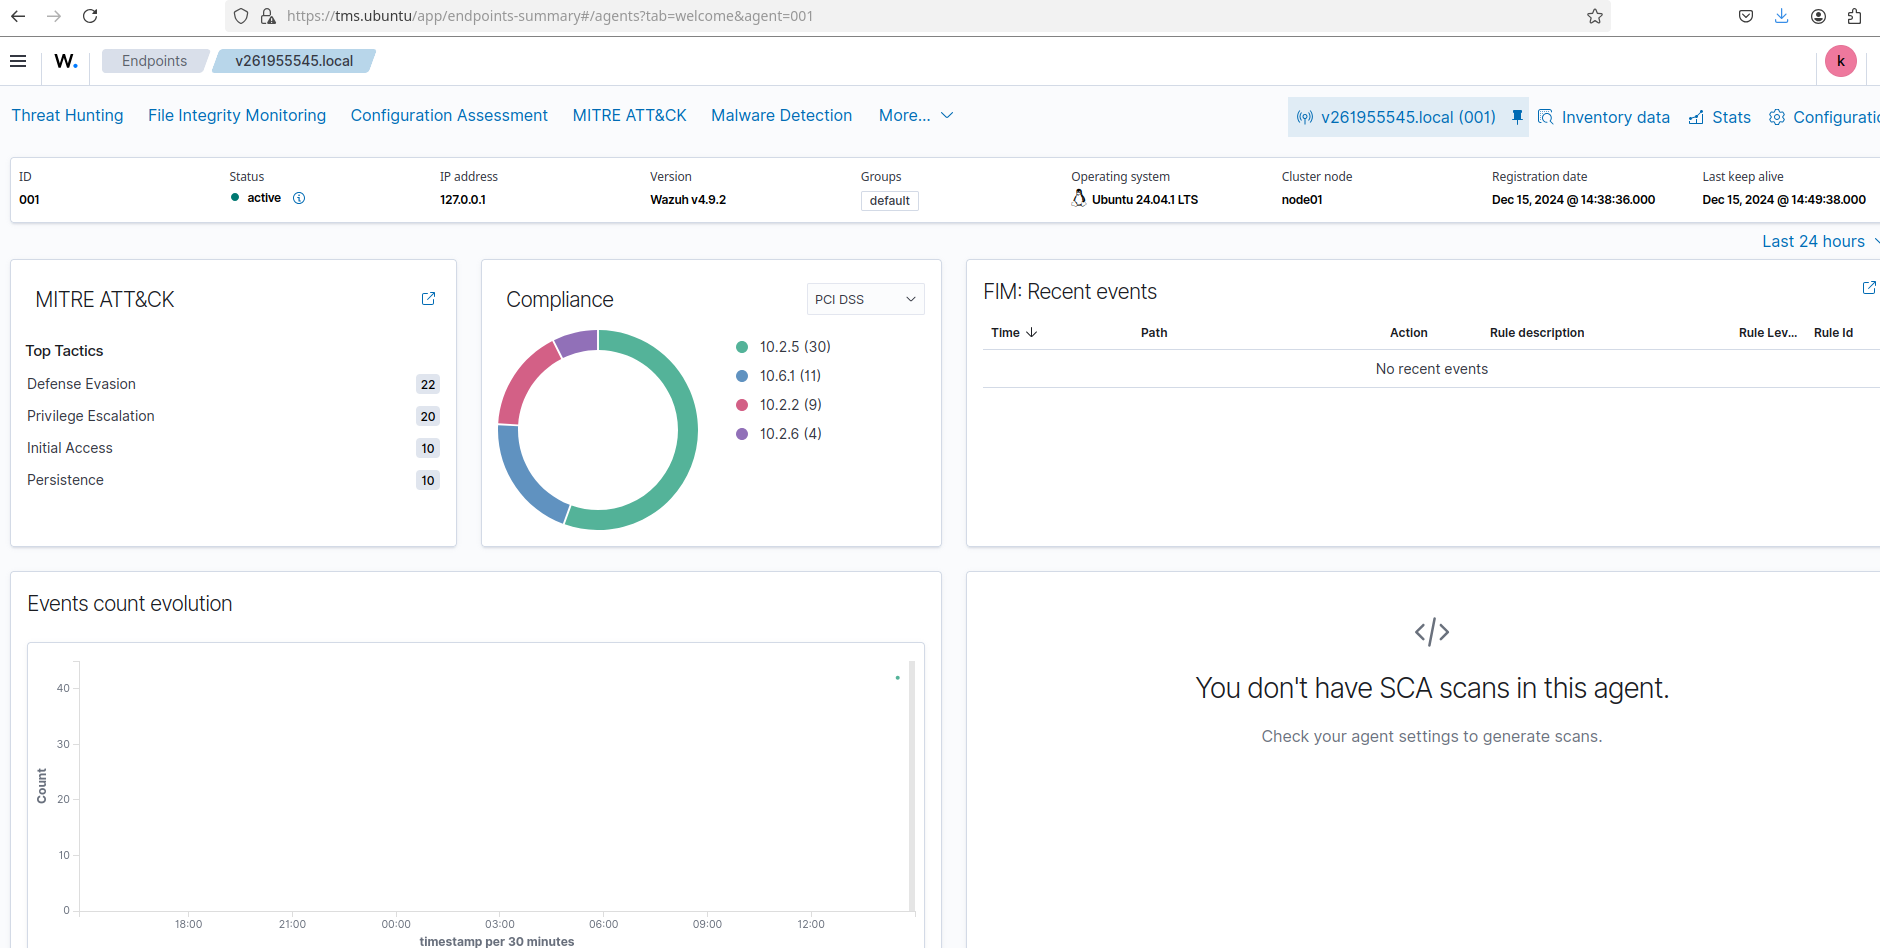 https://tms.ubuntu/app/endpoints-summary#/agents?tab=welcome&agent=001
W. Endpoints v261955545.local k
Threat Hunting File Integrity Monitoring Configuration Assessment MITRE ATT&CK Malware Detection More... v261955545.local (001) Inventory data Stats Configuratio
ID Status IP address Version Groups Operating system Cluster node Registration date Last keep alive
001 active 127.0.0.1 Wazuh v4.9.2 default Ubuntu 24.04.1 LTS node01 Dec 15, 2024 @ 14:38:36.000 Dec 15, 2024 @ 14:49:38.000
Last 24 hours
MITRE ATT&CK
Top Tactics
Defense Evasion 22
Privilege Escalation 20
Initial Access 10
Persistence 10
Compliance PCI DSS
10.2.5 (30)
10.6.1 (11)
10.2.2 (9)
10.2.6 (4)
FIM: Recent events
Time Path Action Rule description Rule Lev... Rule Id
No recent events
Events count evolution
Count
40
30
20
10
0
18:00 21:00 00:00 03:00 06:00 09:00 12:00
timestamp per 30 minutes
</>
You don't have SCA scans in this agent.
Check your agent settings to generate scans.